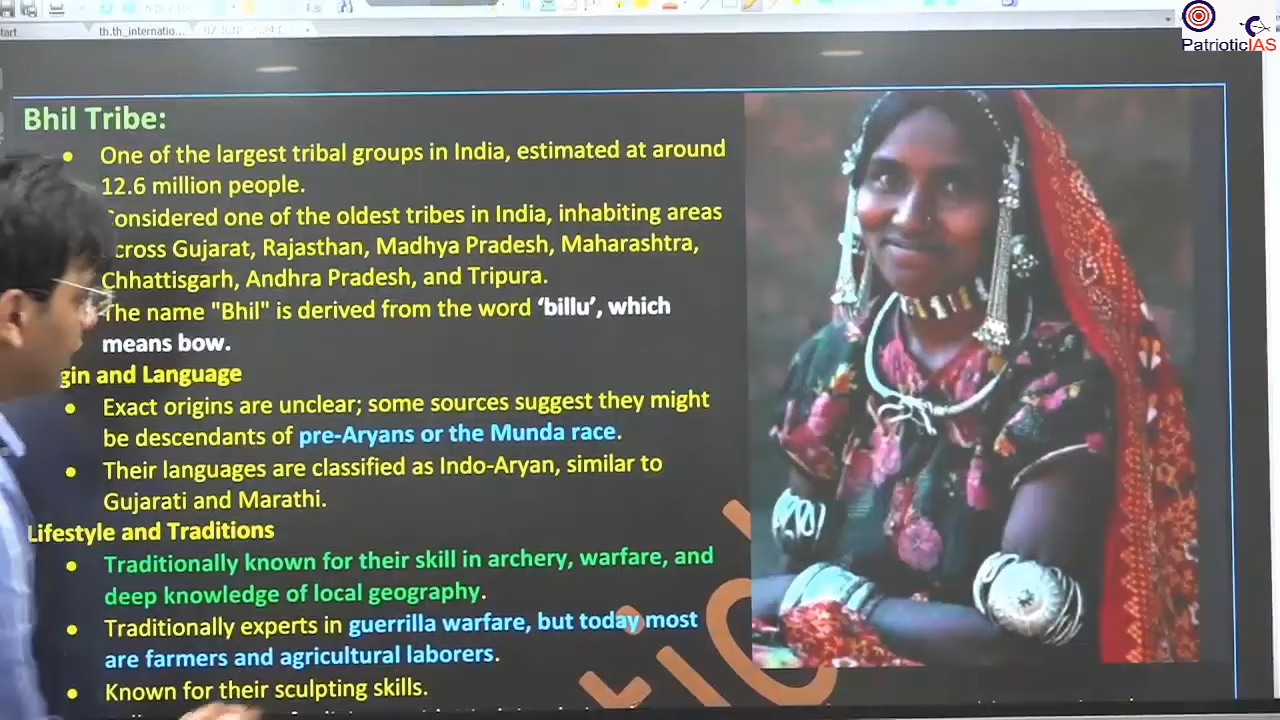 start
th.th_internatio...
PatrioticIAS
Bhil Tribe:
One of the largest tribal groups in India, estimated at around
12.6 million people.
Considered one of the oldest tribes in India, inhabiting areas
across Gujarat, Rajasthan, Madhya Pradesh, Maharashtra,
Chhattisgarh, Andhra Pradesh, and Tripura.
The name "Bhil" is derived from the word ‘billu’, which
means bow.
gin and Language
Exact origins are unclear; some sources suggest they might
be descendants of pre-Aryans or the Munda race.
Their languages are classified as Indo-Aryan, similar to
Gujarati and Marathi.
Lifestyle and Traditions
Traditionally known for their skill in archery, warfare, and
deep knowledge of local geography.
Traditionally experts in guerrilla warfare, but today most
are farmers and agricultural laborers.
Known for their sculpting skills.